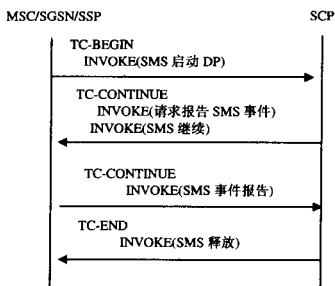 MSC/SGSN/SSP SCP
TC-BEGIN
INVOKE(SMS 启动 DP)
TC-CONTINUE
INVOKE(请求报告 SMS 事件)
INVOKE(SMS 继续)
TC-CONTINUE
INVOKE(SMS 事件报告)
TC-END
INVOKE(SMS 释放)